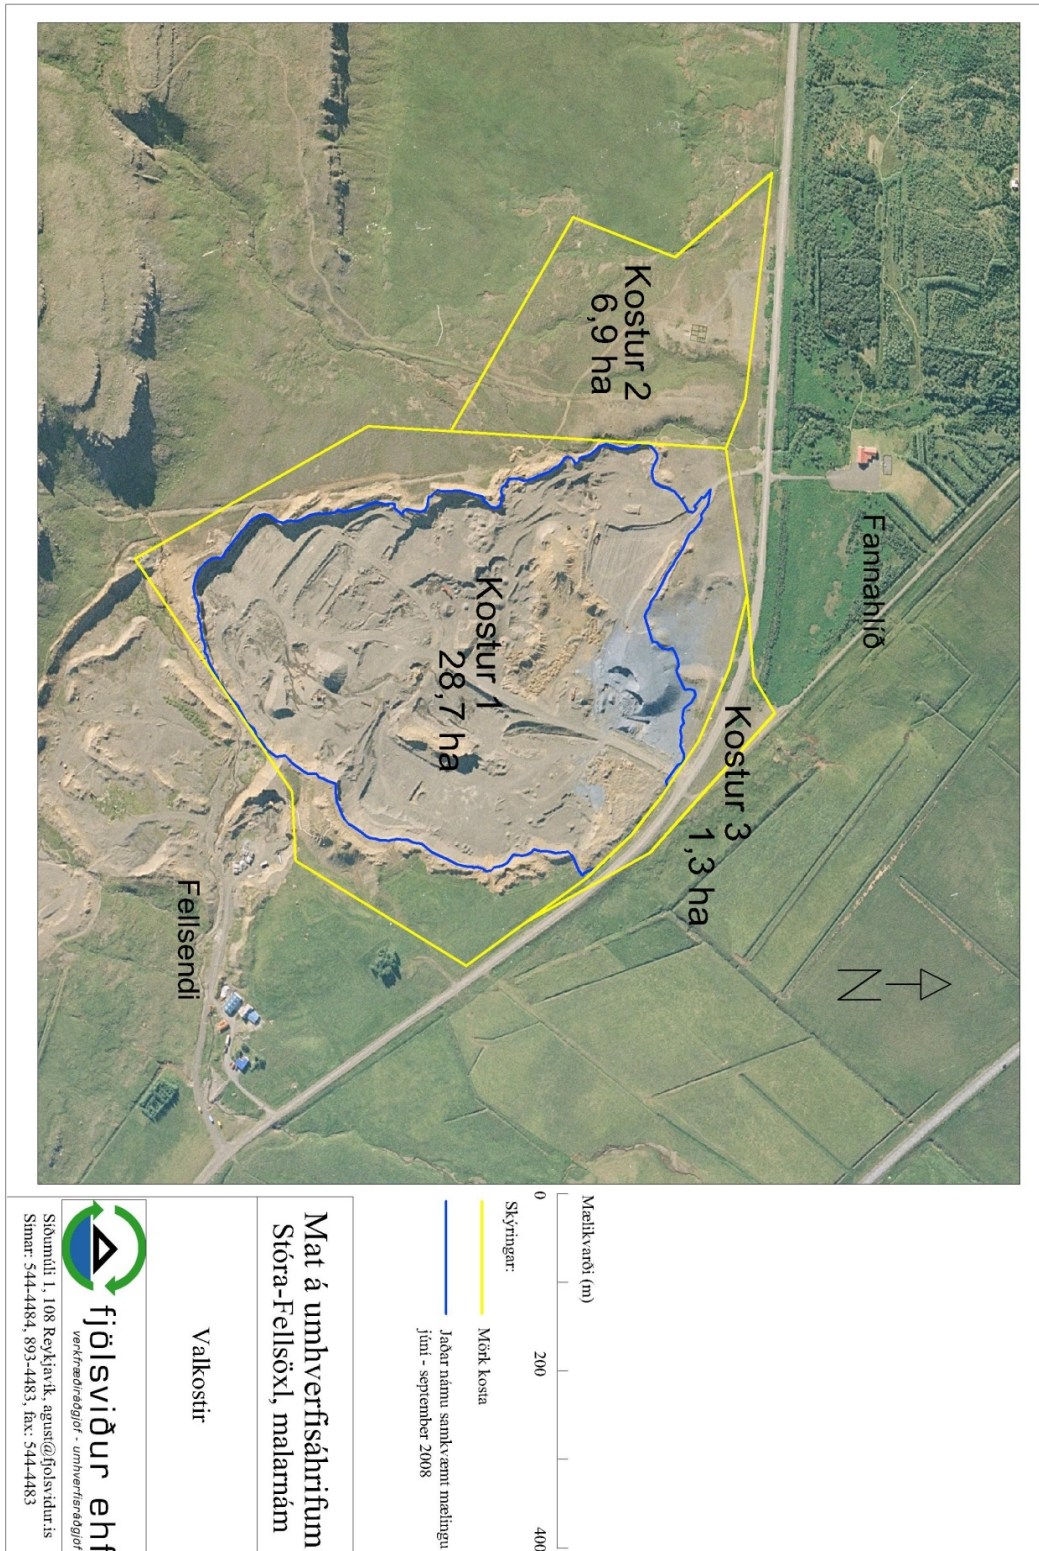 Kostur 2
6,9 ha
Fannahlíð
Kostur 1
28,7 ha
Kostur 3
1,3 ha
Fellsendi
N
Mælikvarði (m)
0
200
400
Skýringar:
Mörk kosta
Jaðar námu samkvæmt mælingu
júní - september 2008
Mat á umhverfisáhrifum
Stóra-Fellsöxl, malarnám
Valkostir
fjölsviður ehf
verkfræðiráðgjöf - umhverfisráðgjöf
Síðumúli 1, 108 Reykjavík, agust@fjolsvidur.is
Símar: 544-4484, 893-4483, fax: 544-4483